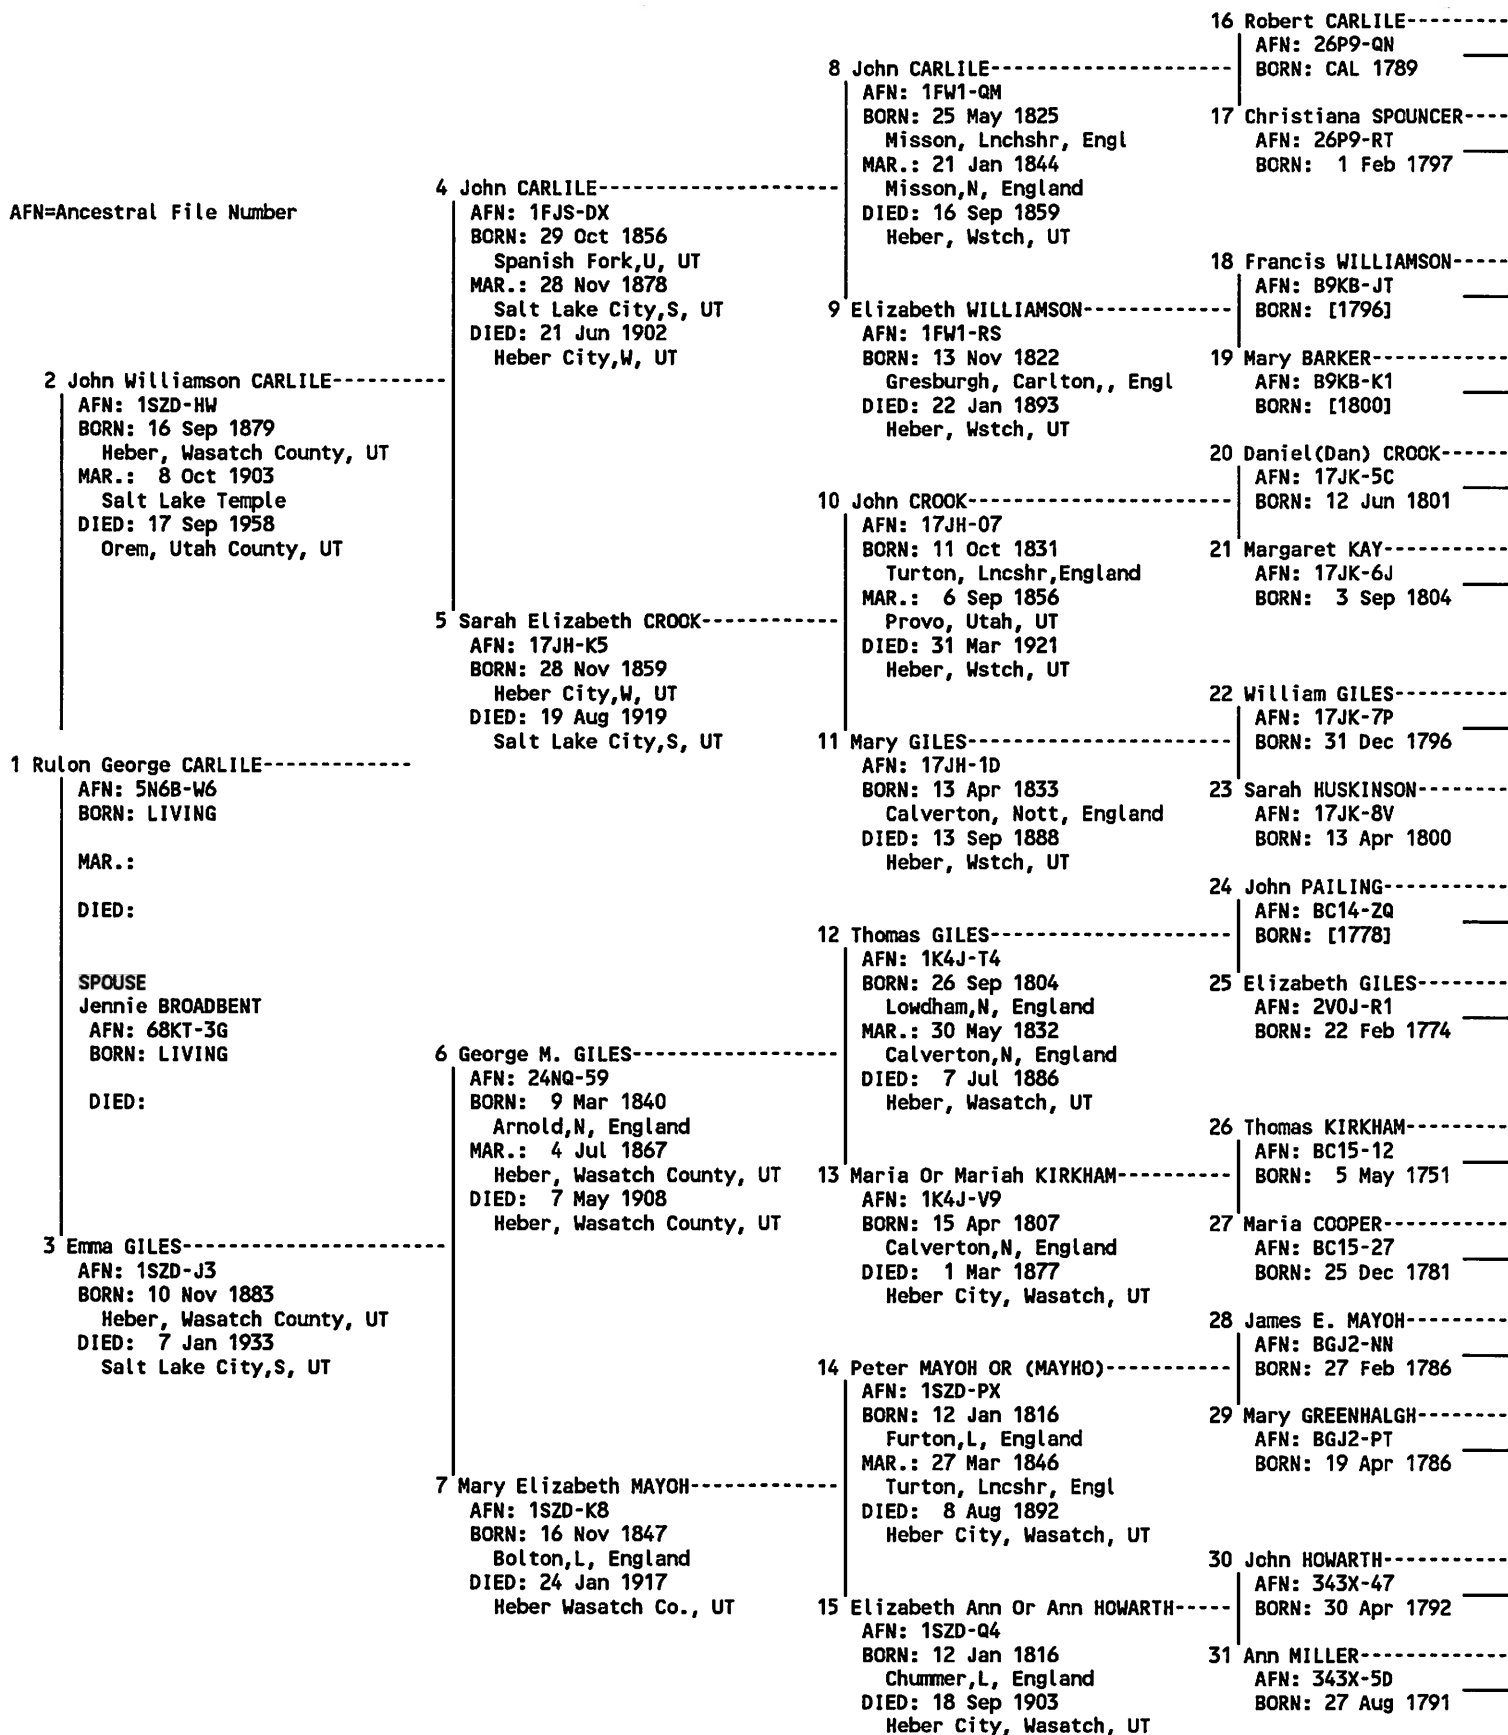 AFN=Ancestral File Number
1 Rulon George CARLILE
AFN: 5N6B-W6
BORN: LIVING
MAR.:
DIED:
SPOUSE
Jennie BROADBENT
AFN: 68KT-3G
BORN: LIVING
DIED:
2 John Williamson CARLILE
AFN: 1SZD-HW
BORN: 16 Sep 1879
Heber, Wasatch County, UT
MAR.: 8 Oct 1903
Salt Lake Temple
DIED: 17 Sep 1958
Orem, Utah County, UT
3 Emma GILES
AFN: 1SZD-J3
BORN: 10 Nov 1883
Heber, Wasatch County, UT
DIED: 7 Jan 1933
Salt Lake City,S, UT
4 John CARLILE
AFN: 1FJS-DX
BORN: 29 Oct 1856
Spanish Fork,U, UT
MAR.: 28 Nov 1878
Salt Lake City,S, UT
DIED: 21 Jun 1902
Heber City,W, UT
5 Sarah Elizabeth CROOK
AFN: 17JH-K5
BORN: 28 Nov 1859
Heber City,W, UT
DIED: 19 Aug 1919
Salt Lake City,S, UT
6 George M. GILES
AFN: 24NQ-59
BORN: 9 Mar 1840
Arnold,N, England
MAR.: 4 Jul 1867
Heber, Wasatch County, UT
DIED: 7 May 1908
Heber, Wasatch County, UT
7 Mary Elizabeth MAYOH
AFN: 1SZD-K8
BORN: 16 Nov 1847
Bolton,L, England
DIED: 24 Jan 1917
Heber Wasatch Co., UT
8 John CARLILE
AFN: 1FW1-QM
BORN: 25 May 1825
Misson, Lnchshr, Engl
MAR.: 21 Jan 1844
Misson,N, England
DIED: 16 Sep 1859
Heber, Wstch, UT
9 Elizabeth WILLIAMSON
AFN: 1FW1-RS
BORN: 13 Nov 1822
Gresburgh, Carlton,, Engl
DIED: 22 Jan 1893
Heber, Wstch, UT
10 John CROOK
AFN: 17JH-07
BORN: 11 Oct 1831
Turton, Lncshr,England
MAR.: 6 Sep 1856
Provo, Utah, UT
DIED: 31 Mar 1921
Heber, Wstch, UT
11 Mary GILES
AFN: 17JH-1D
BORN: 13 Apr 1833
Calverton, Nott, England
DIED: 13 Sep 1888
Heber, Wstch, UT
12 Thomas GILES
AFN: 1K4J-T4
BORN: 26 Sep 1804
Lowdham,N, England
MAR.: 30 May 1832
Calverton,N, England
DIED: 7 Jul 1886
Heber, Wasatch, UT
13 Maria Or Mariah KIRKHAM
AFN: 1K4J-V9
BORN: 15 Apr 1807
Calverton,N, England
DIED: 1 Mar 1877
Heber City, Wasatch, UT
14 Peter MAYOH OR (MAYHO)
AFN: 1SZD-PX
BORN: 12 Jan 1816
Furton,L, England
MAR.: 27 Mar 1846
Turton, Lncshr, Engl
DIED: 8 Aug 1892
Heber City, Wasatch, UT
15 Elizabeth Ann Or Ann HOWARTH
AFN: 1SZD-Q4
BORN: 12 Jan 1816
Chummer,L, England
DIED: 18 Sep 1903
Heber City, Wasatch, UT
16 Robert CARLILE
AFN: 26P9-QN
BORN: CAL 1789
17 Christiana SPOUNCER
AFN: 26P9-RT
BORN: 1 Feb 1797
18 Francis WILLIAMSON
AFN: B9KB-JT
BORN: [1796]
19 Mary BARKER
AFN: B9KB-K1
BORN: [1800]
20 Daniel(Dan) CROOK
AFN: 17JK-5C
BORN: 12 Jun 1801
21 Margaret KAY
AFN: 17JK-6J
BORN: 3 Sep 1804
22 William GILES
AFN: 17JK-7P
BORN: 31 Dec 1796
23 Sarah HUSKINSON
AFN: 17JK-8V
BORN: 13 Apr 1800
24 John PAILING
AFN: BC14-ZQ
BORN: [1778]
25 Elizabeth GILES
AFN: 2V0J-R1
BORN: 22 Feb 1774
26 Thomas KIRKHAM
AFN: BC15-12
BORN: 5 May 1751
27 Maria COOPER
AFN: BC15-27
BORN: 25 Dec 1781
28 James E. MAYOH
AFN: BGJ2-NN
BORN: 27 Feb 1786
29 Mary GREENHALGH
AFN: BGJ2-PT
BORN: 19 Apr 1786
30 John HOWARTH
AFN: 343X-47
BORN: 30 Apr 1792
31 Ann MILLER
AFN: 343X-5D
BORN: 27 Aug 1791